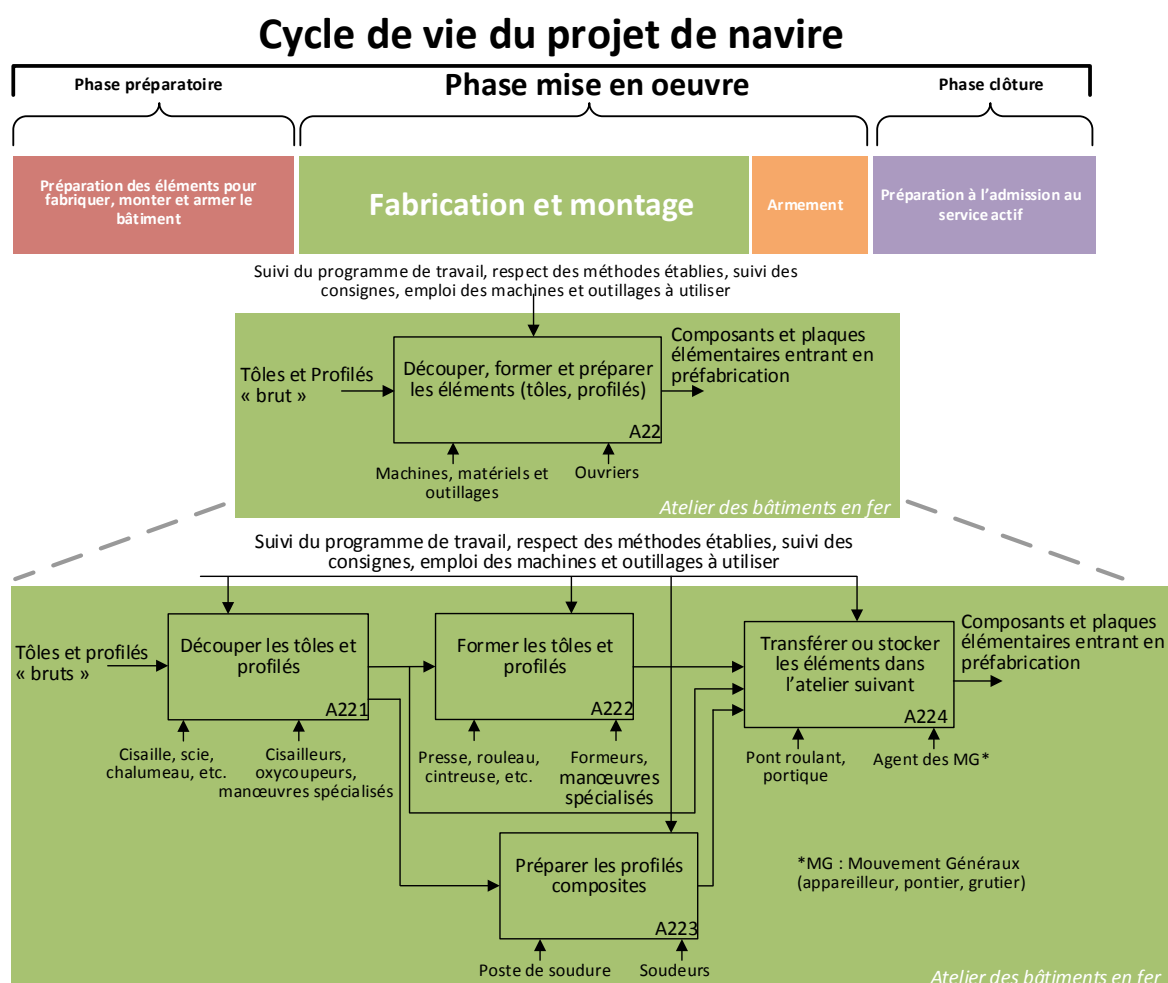 Cycle de vie du projet de navire
Phase préparatoire
Phase mise en oeuvre
Phase clôture
Préparation des éléments pour
fabriquer, monter et armer le
bâtiment
Fabrication et montage
Armement
Préparation à l'admission au
service actif
Suivi du programme de travail, respect des méthodes établies, suivi des
consignes, emploi des machines et outillages à utiliser
Tôles et Profilés
« brut »
Découper, former et préparer
les éléments (tôles, profilés)
A22
Composants et plaques
élémentaires entrant en
préfabrication
Machines, matériels et
outillages
Ouvriers
Atelier des bâtiments en fer
Suivi du programme de travail, respect des méthodes établies, suivi des
consignes, emploi des machines et outillages à utiliser
Tôles et profilés
« bruts »
Découper les tôles et
profilés
A221
Former les tôles et
profilés
A222
Transférer ou stocker
les éléments dans
l'atelier suivant
A224
Composants et plaques
élémentaires entrant en
préfabrication
Cisaille, scie,
chalumeau, etc.
Cisailleurs,
oxycoupeurs,
manœuvres spécialisés
Presse, rouleau,
cintreuse, etc.
Formeurs,
manœuvres
spécialisés
Pont roulant,
portique
Agent des MG*
Préparer les profilés
composites
A223
*MG : Mouvement Généraux
(appareilleur, pontier, grutier)
Poste de soudure
Soudeurs
Atelier des bâtiments en fer